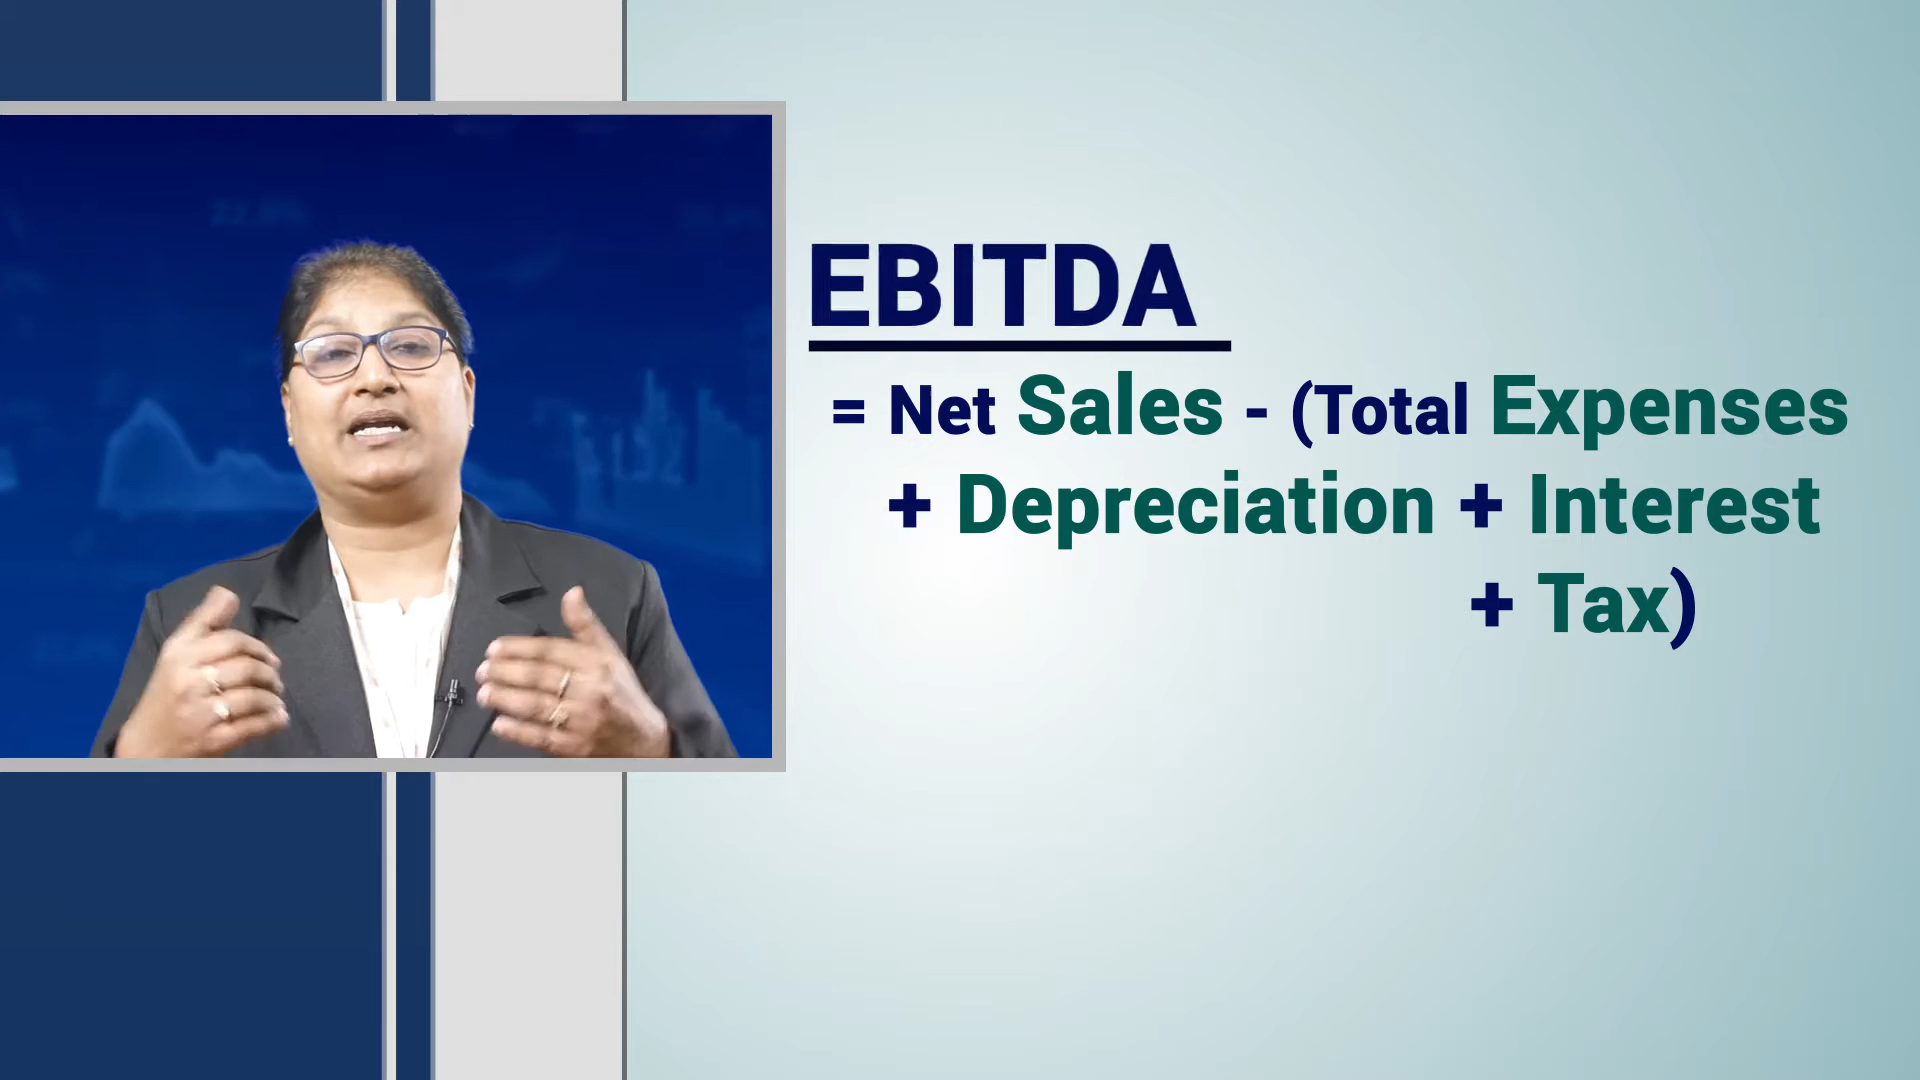 EBITDA
= Net Sales - (Total Expenses
+ Depreciation + Interest
+ Tax)